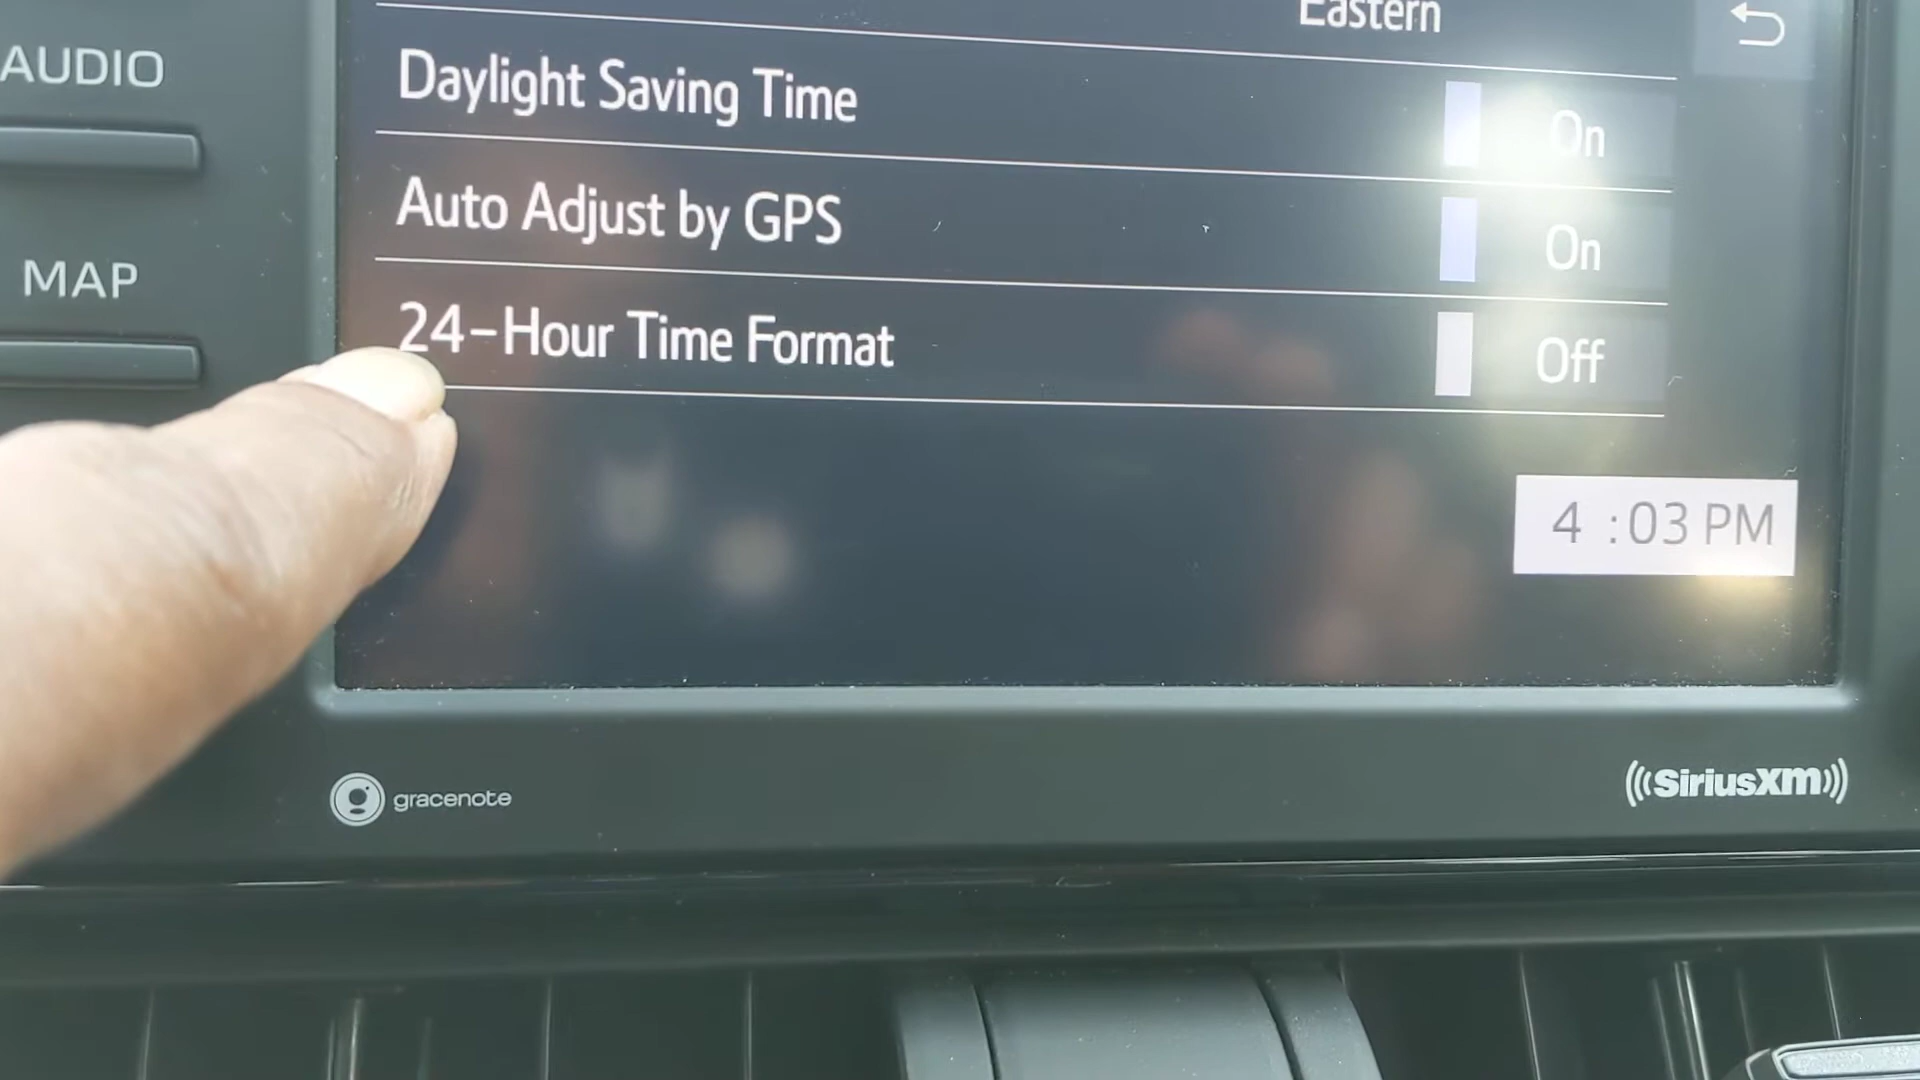 AUDIO
MAP
Eastern
Daylight Saving Time On
Auto Adjust by GPS On
24-Hour Time Format Off
4 :03 PM
gracenote
SiriusXM